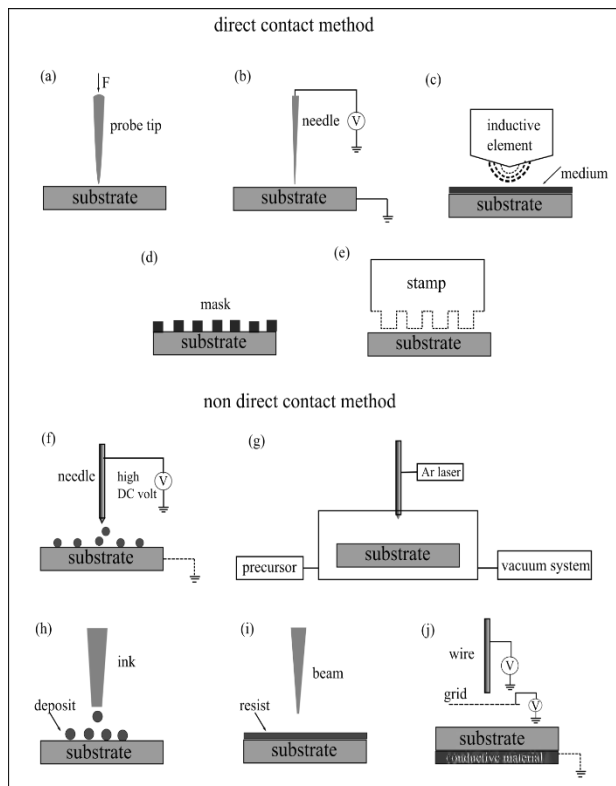 direct contact method
(a)
F
probe tip
substrate
(b)
needle
V
substrate
(c)
inductive
element
medium
substrate
(d)
mask
substrate
(e)
stamp
substrate
non direct contact method
(f)
needle
high
DC volt
V
substrate
(g)
Ar laser
substrate
precursor
vacuum system
(h)
ink
deposit
substrate
(i)
beam
resist
substrate
(j)
wire
V
grid
V
substrate
conductive material